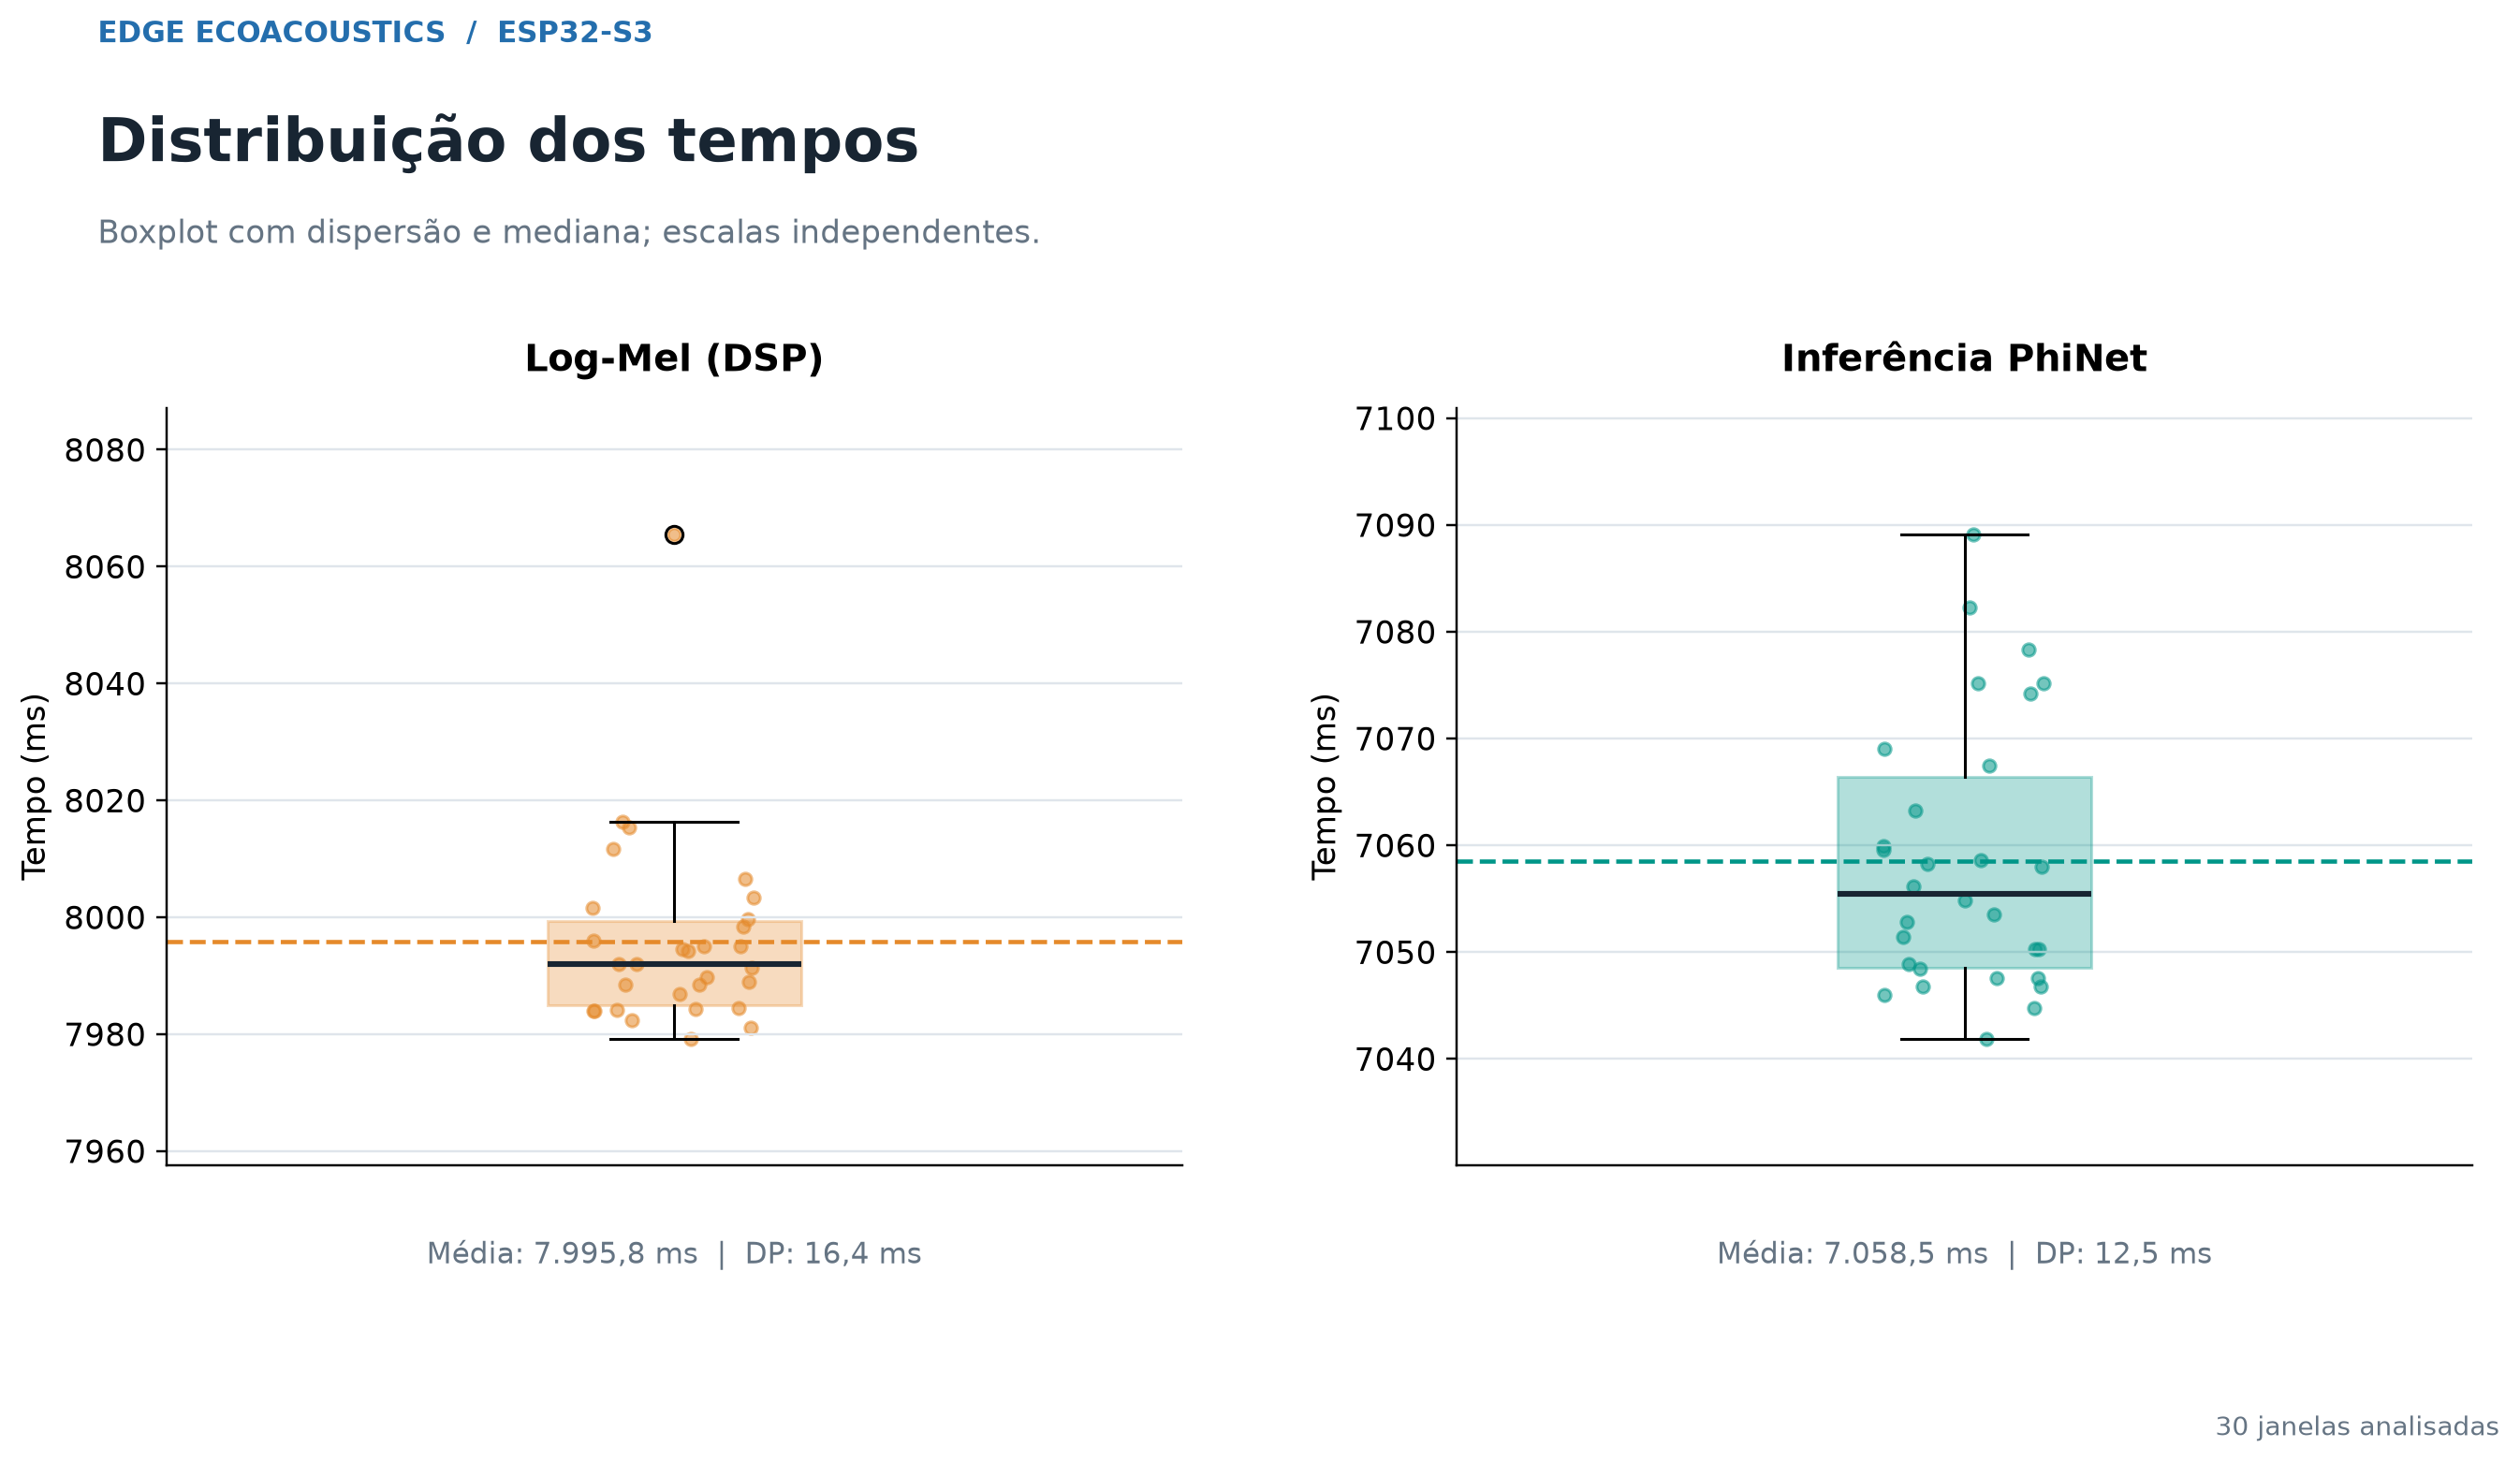 EDGE ECOACOUSTICS / ESP32-S3
Distribuição dos tempos
Boxplot com dispersão e mediana; escalas independentes.
Log-Mel (DSP)
Tempo (ms)
8080
8060
8040
8020
8000
7980
7960
Média: 7.995,8 ms | DP: 16,4 ms
Inferência PhiNet
Tempo (ms)
7100
7090
7080
7070
7060
7050
7040
Média: 7.058,5 ms | DP: 12,5 ms
30 janelas analisadas